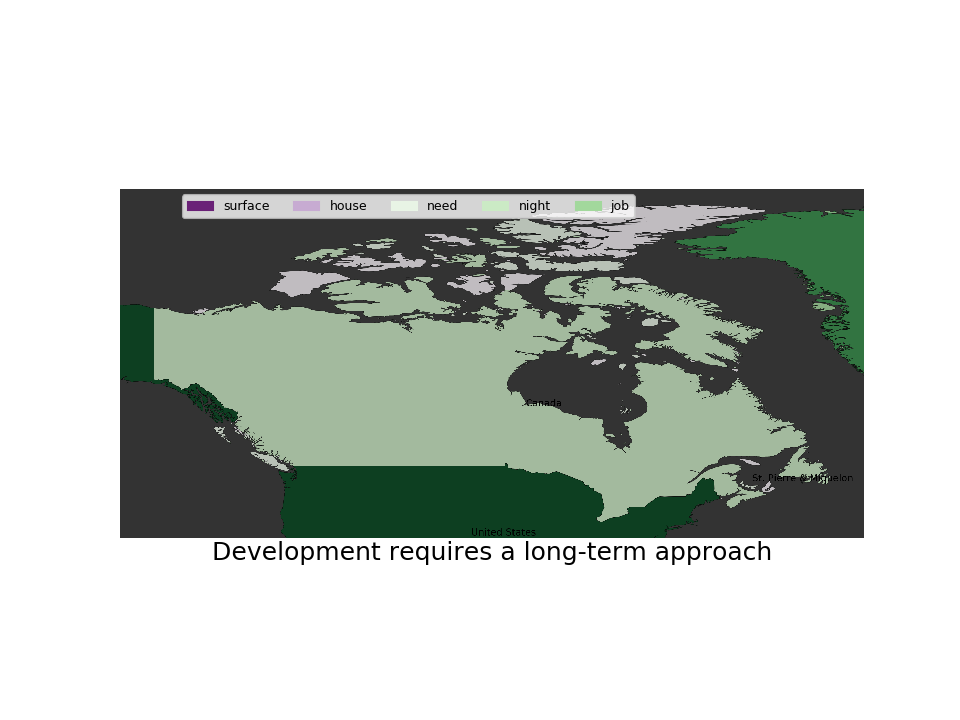 surface house need night job
Canada
St. Pierre & Miquelon
United States
Development requires a long-term approach